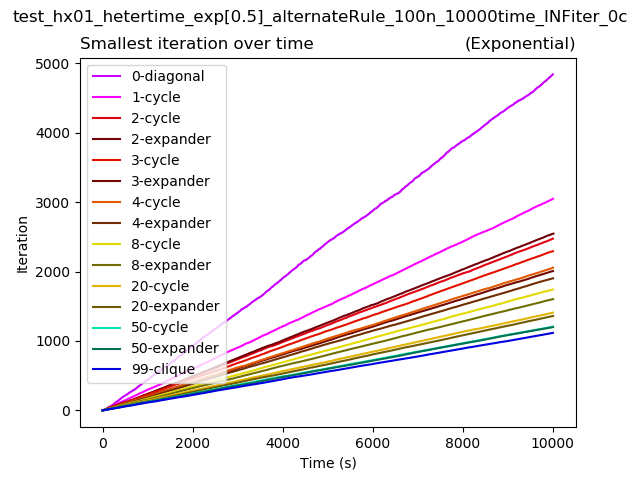 test_hx01_hetertime_exp[0.5]_alternateRule_100n_10000time_INFiter_0c
Smallest iteration over time (Exponential)
5000
4000
3000
2000
1000
0
Iteration
0-diagonal
1-cycle
2-cycle
2-expander
3-cycle
3-expander
4-cycle
4-expander
8-cycle
8-expander
20-cycle
20-expander
50-cycle
50-expander
99-clique
0 2000 4000 6000 8000 10000
Time (s)